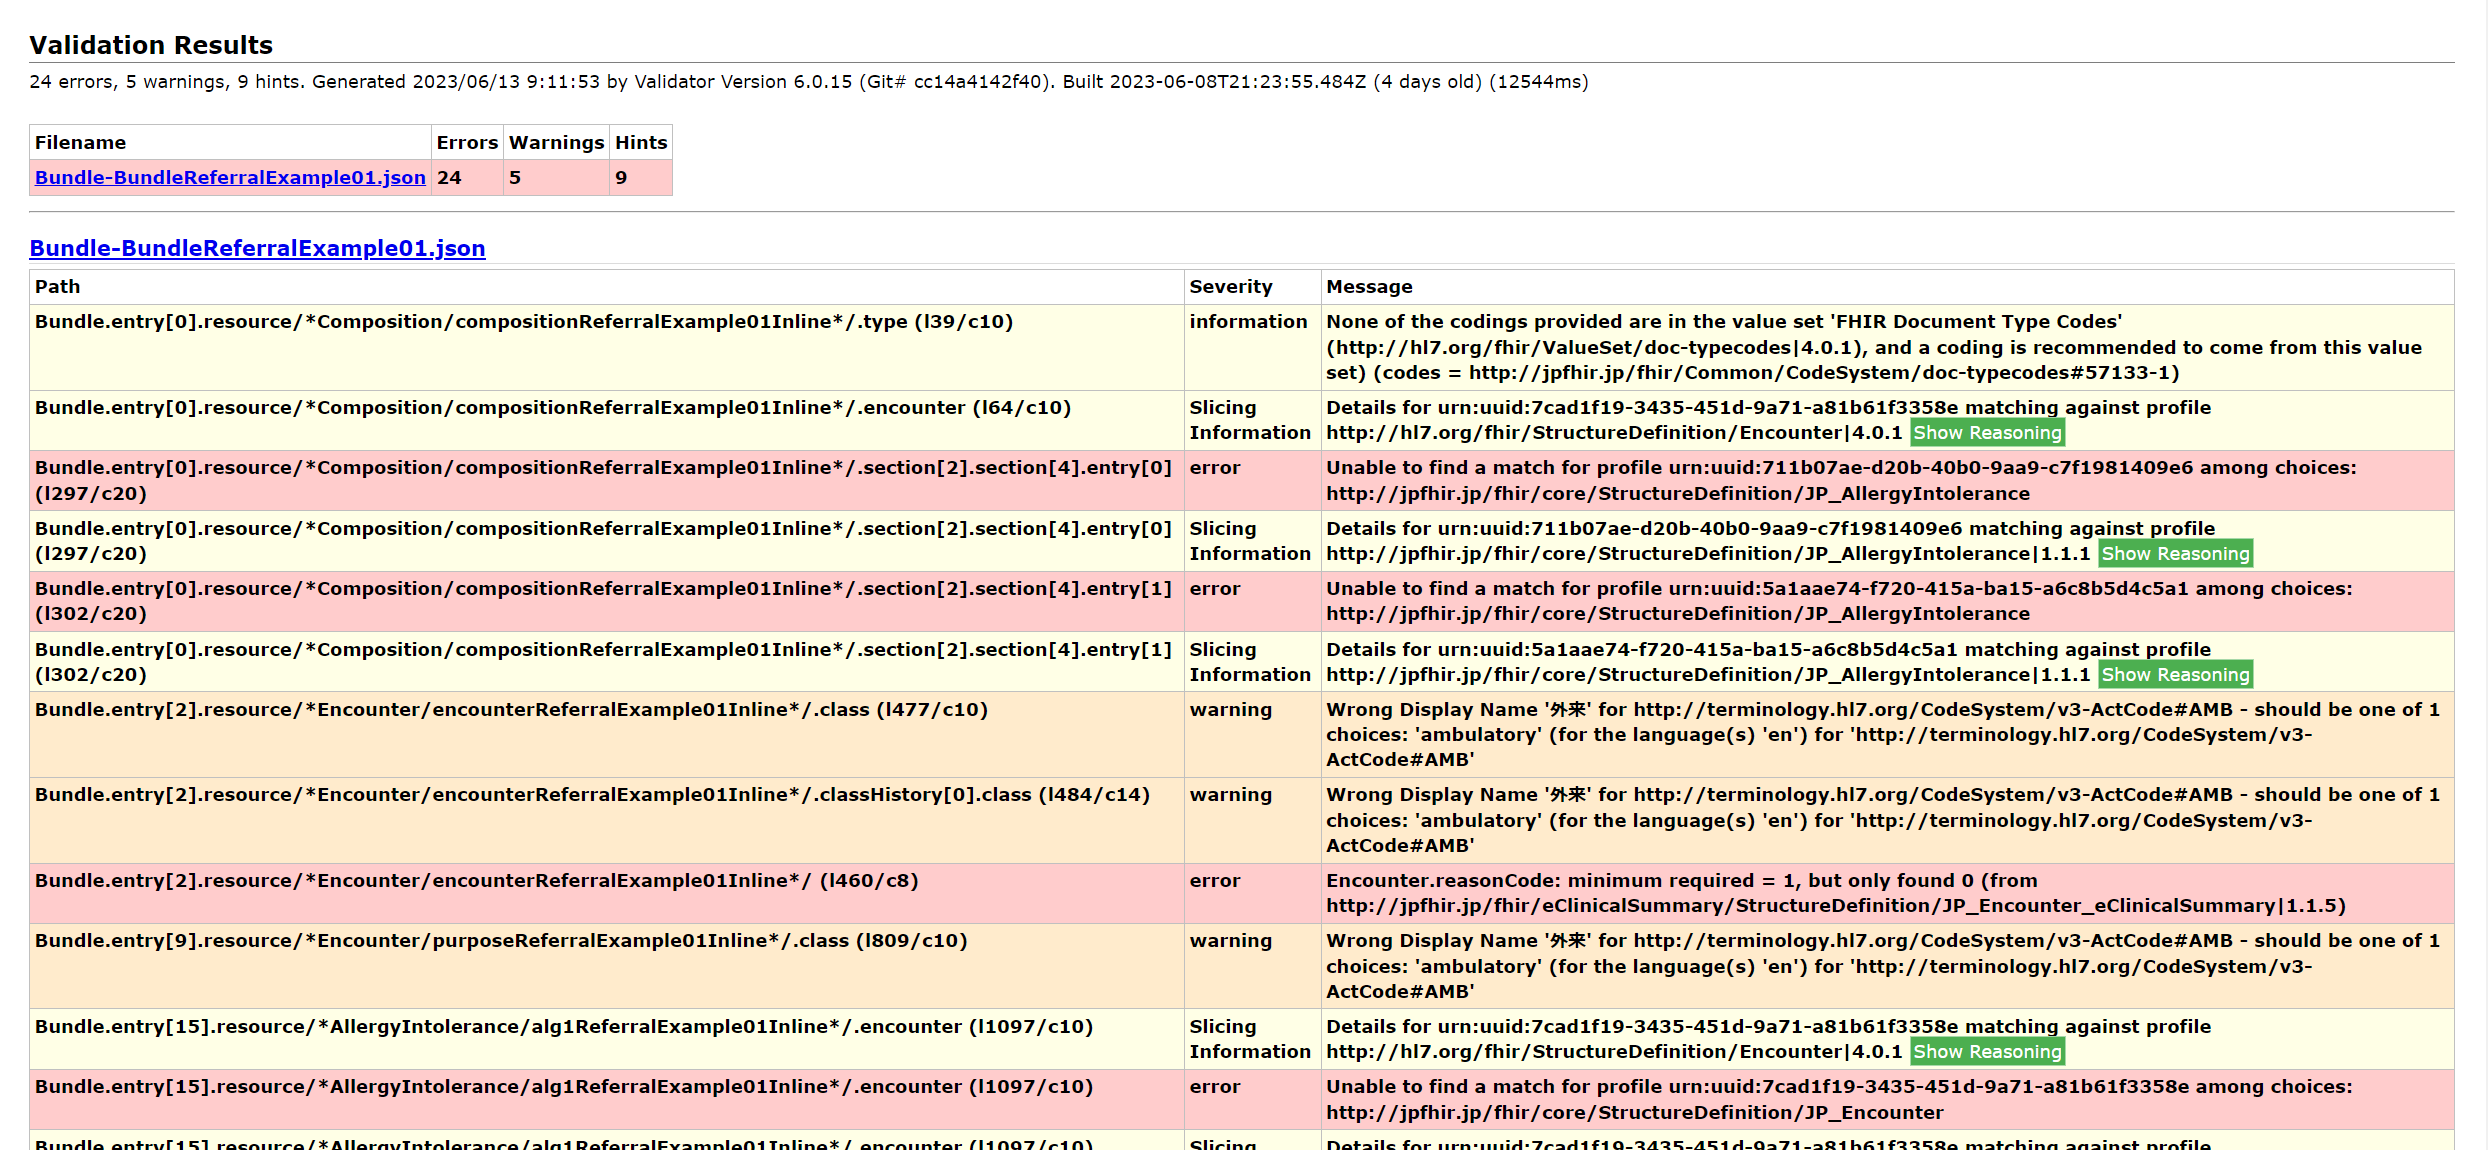 Validation Results
24 errors, 5 warnings, 9 hints. Generated 2023/06/13 9:11:53 by Validator Version 6.0.15 (Git# cc14a4142f40). Built 2023-06-08T21:23:55.484Z (4 days old) (12544ms)
Filename Errors Warnings Hints
Bundle-BundleReferralExample01.json 24 5 9
Bundle-BundleReferralExample01.json
Path Severity Message
Bundle.entry[0].resource/*Composition/compositionReferralExample01Inline*/.type (l39/c10) information None of the codings provided are in the value set 'FHIR Document Type Codes'
(http://hl7.org/fhir/ValueSet/doc-typecodes|4.0.1), and a coding is recommended to come from this value
set) (codes = http://jpfhir.jp/fhir/Common/CodeSystem/doc-typecodes#57133-1)
Bundle.entry[0].resource/*Composition/compositionReferralExample01Inline*/.encounter (l64/c10) Slicing Details for urn:uuid:7cad1f19-3435-451d-9a71-a81b61f3358e matching against profile
Information http://hl7.org/fhir/StructureDefinition/Encounter|4.0.1 Show Reasoning
Bundle.entry[0].resource/*Composition/compositionReferralExample01Inline*/.section[2].section[4].entry[0] error Unable to find a match for profile urn:uuid:711b07ae-d20b-40b0-9aa9-c7f1981409e6 among choices:
(l297/c20) http://jpfhir.jp/fhir/core/StructureDefinition/JP_AllergyIntolerance
Bundle.entry[0].resource/*Composition/compositionReferralExample01Inline*/.section[2].section[4].entry[0] Slicing Details for urn:uuid:711b07ae-d20b-40b0-9aa9-c7f1981409e6 matching against profile
(l297/c20) Information http://jpfhir.jp/fhir/core/StructureDefinition/JP_AllergyIntolerance|1.1.1 Show Reasoning
Bundle.entry[0].resource/*Composition/compositionReferralExample01Inline*/.section[2].section[4].entry[1] error Unable to find a match for profile urn:uuid:5a1aae74-f720-415a-ba15-a6c8b5d4c5a1 among choices:
(l302/c20) http://jpfhir.jp/fhir/core/StructureDefinition/JP_AllergyIntolerance
Bundle.entry[0].resource/*Composition/compositionReferralExample01Inline*/.section[2].section[4].entry[1] Slicing Details for urn:uuid:5a1aae74-f720-415a-ba15-a6c8b5d4c5a1 matching against profile
(l302/c20) Information http://jpfhir.jp/fhir/core/StructureDefinition/JP_AllergyIntolerance|1.1.1 Show Reasoning
Bundle.entry[2].resource/*Encounter/encounterReferralExample01Inline*/.class (l477/c10) warning Wrong Display Name '外来' for http://terminology.hl7.org/CodeSystem/v3-ActCode#AMB - should be one of 1
choices: 'ambulatory' (for the language(s) 'en') for 'http://terminology.hl7.org/CodeSystem/v3-
ActCode#AMB'
Bundle.entry[2].resource/*Encounter/encounterReferralExample01Inline*/.classHistory[0].class (l484/c14) warning Wrong Display Name '外来' for http://terminology.hl7.org/CodeSystem/v3-ActCode#AMB - should be one of 1
choices: 'ambulatory' (for the language(s) 'en') for 'http://terminology.hl7.org/CodeSystem/v3-
ActCode#AMB'
Bundle.entry[2].resource/*Encounter/encounterReferralExample01Inline*/ (l460/c8) error Encounter.reasonCode: minimum required = 1, but only found 0 (from
http://jpfhir.jp/fhir/eClinicalSummary/StructureDefinition/JP_Encounter_eClinicalSummary|1.1.5)
Bundle.entry[9].resource/*Encounter/purposeReferralExample01Inline*/.class (l809/c10) warning Wrong Display Name '外来' for http://terminology.hl7.org/CodeSystem/v3-ActCode#AMB - should be one of 1
choices: 'ambulatory' (for the language(s) 'en') for 'http://terminology.hl7.org/CodeSystem/v3-
ActCode#AMB'
Bundle.entry[15].resource/*AllergyIntolerance/alg1ReferralExample01Inline*/.encounter (l1097/c10) Slicing Details for urn:uuid:7cad1f19-3435-451d-9a71-a81b61f3358e matching against profile
Information http://hl7.org/fhir/StructureDefinition/Encounter|4.0.1 Show Reasoning
Bundle.entry[15].resource/*AllergyIntolerance/alg1ReferralExample01Inline*/.encounter (l1097/c10) error Unable to find a match for profile urn:uuid:7cad1f19-3435-451d-9a71-a81b61f3358e among choices:
http://jpfhir.jp/fhir/core/StructureDefinition/JP_Encounter
Bundle.entry[15].resource/*AllergyIntolerance/alg1ReferralExample01Inline*/.encounter (l1097/c10) Slicing Details for urn:uuid:7cad1f19-3435-451d-9a71-a81b61f3358e matching against profile